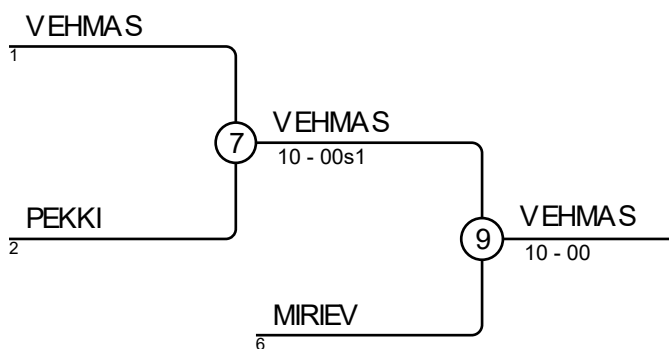 VEHMAS
1
7
VEHMAS
10 - 00s1
PEKKI
2
9
VEHMAS
10 - 00
MIRIEV
6